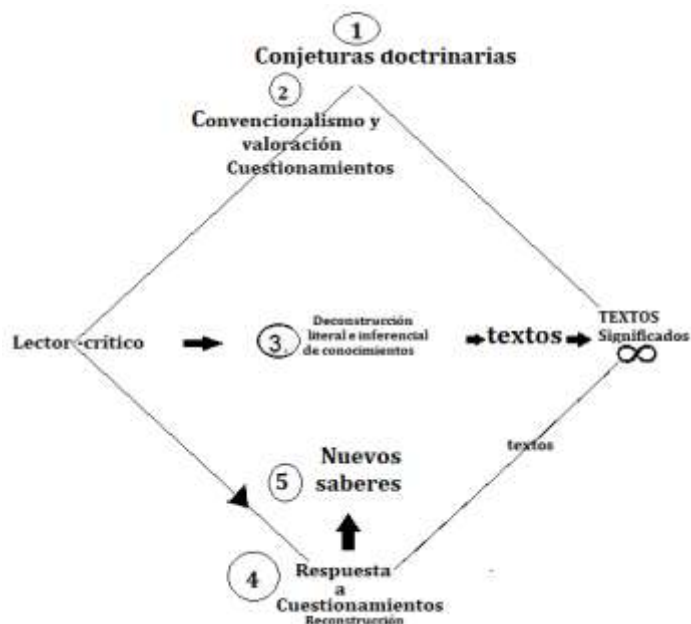 1
Conjeturas doctrinarias
2
Convencionalismo y
valoración
Cuestionamientos
Lector-crítico
3.
Deconstrucción
literal e inferencial
de conocimientos
textos
TEXTOS
Significados
∞
textos
5
Nuevos
saberes
4
Respuesta
a
Cuestionamientos
Reconstrucción